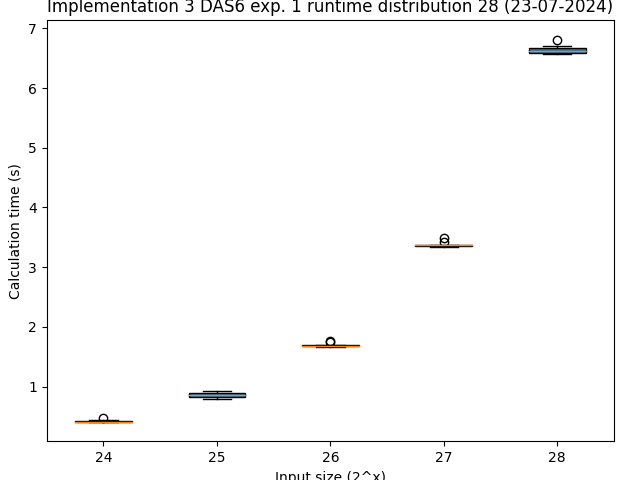 Implementation 3 DAS6 exp. 1 runtime distribution 28 (23-07-2024)
7
6
5
4
3
2
1
Calculation time (s)
24 25 26 27 28
Input size (2^x)